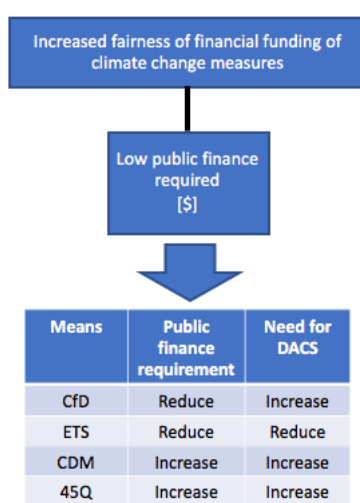 Increased fairness of financial funding of
climate change measures
Low public finance
required
[$]
Means Public Need for
finance DACS
requirement
CfD Reduce Increase
ETS Reduce Reduce
CDM Increase Increase
45Q Increase Increase